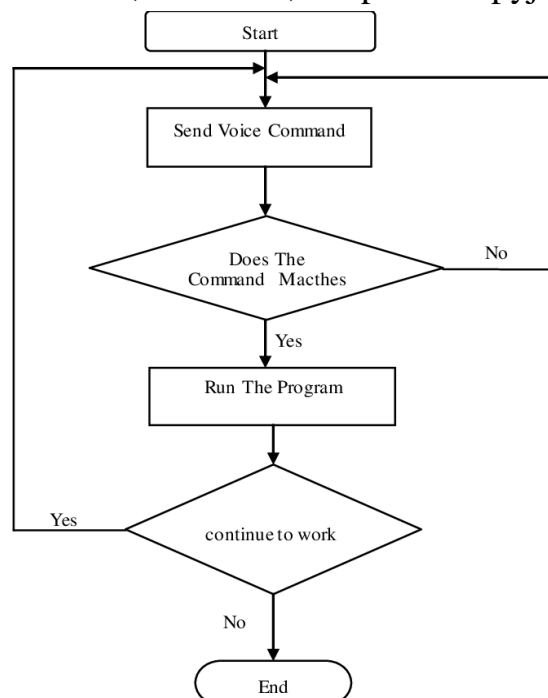 Start
Send Voice Command
Does The
Command Macthes
No
Yes
Run The Program
Yes
continue to work
No
End